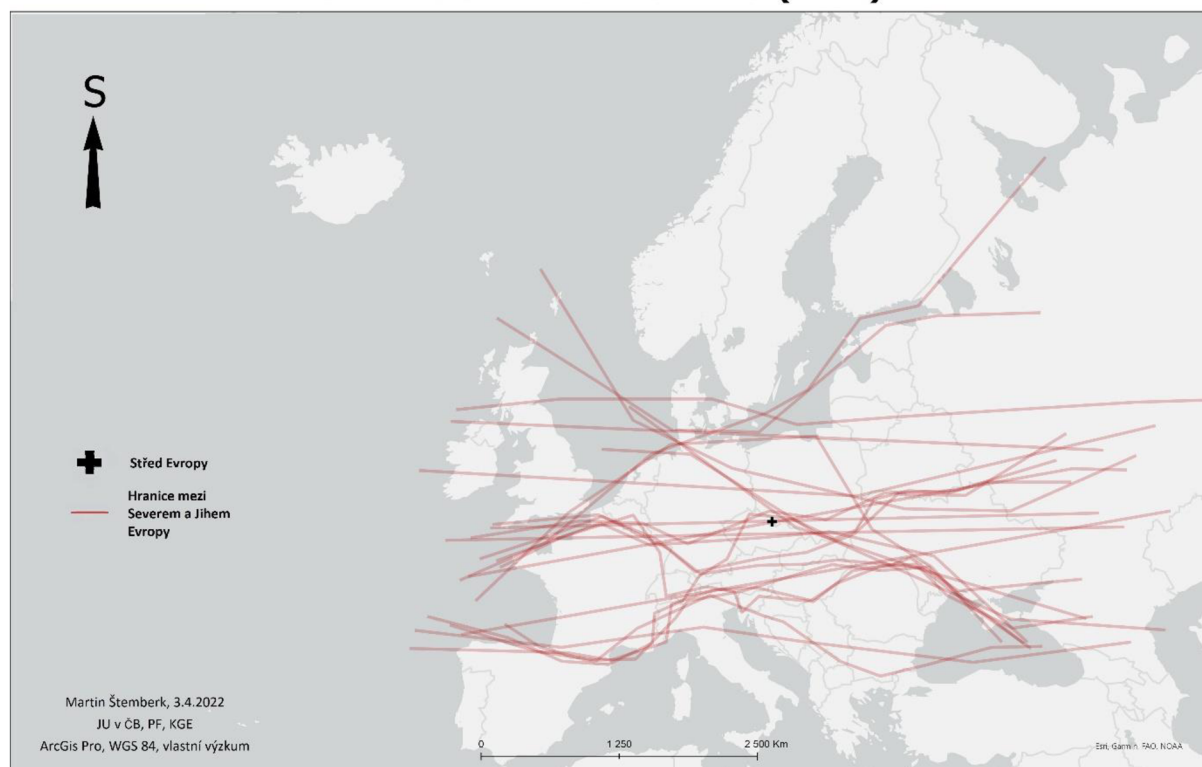 S
Střed Evropy
Hranice mezi
Severem a Jihem
Evropy
Martin Štemberk, 3.4.2022
JU v ČB, PF, KGE
ArcGis Pro, WGS 84, vlastní výzkum
0 1 250 2 500 Km
Esri, Garmin, FAO, NOAA